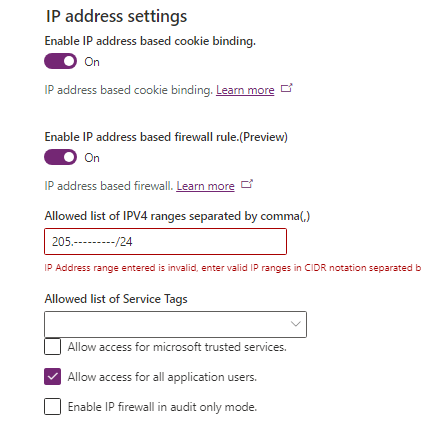 IP address settings
Enable IP address based cookie binding.
On
IP address based cookie binding. Learn more
Enable IP address based firewall rule.(Preview)
On
IP address based firewall. Learn more
Allowed list of IPV4 ranges separated by comma(,)
205.---------/24
IP Address range entered is invalid, enter valid IP ranges in CIDR notation separated b
Allowed list of Service Tags
Allow access for microsoft trusted services.
Allow access for all application users.
Enable IP firewall in audit only mode.